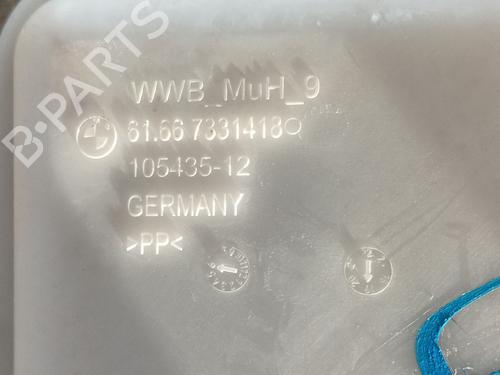 B-PARTS
WWB_MuH_9
61.66 7331418
105435-12
GERMANY
>PP<